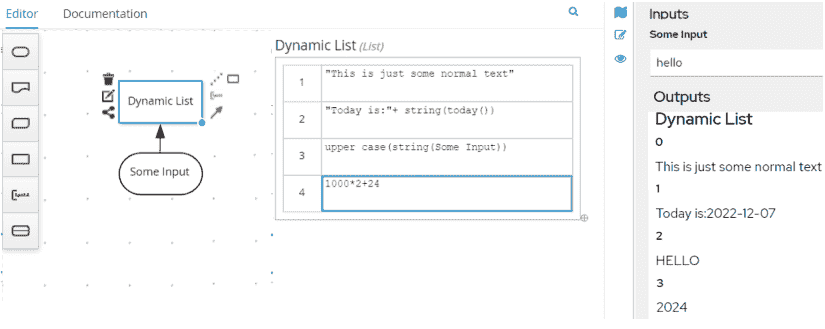 Editor
Documentation
Dynamic List
Some Input
Dynamic List (List)
1
"This is just some normal text"
2
"Today is:"+ string(today())
3
upper case(string(Some Input))
4
1000*2+24
Inputs
Some Input
hello
Outputs
Dynamic List
0
This is just some normal text
1
Today is:2022-12-07
2
HELLO
3
2024